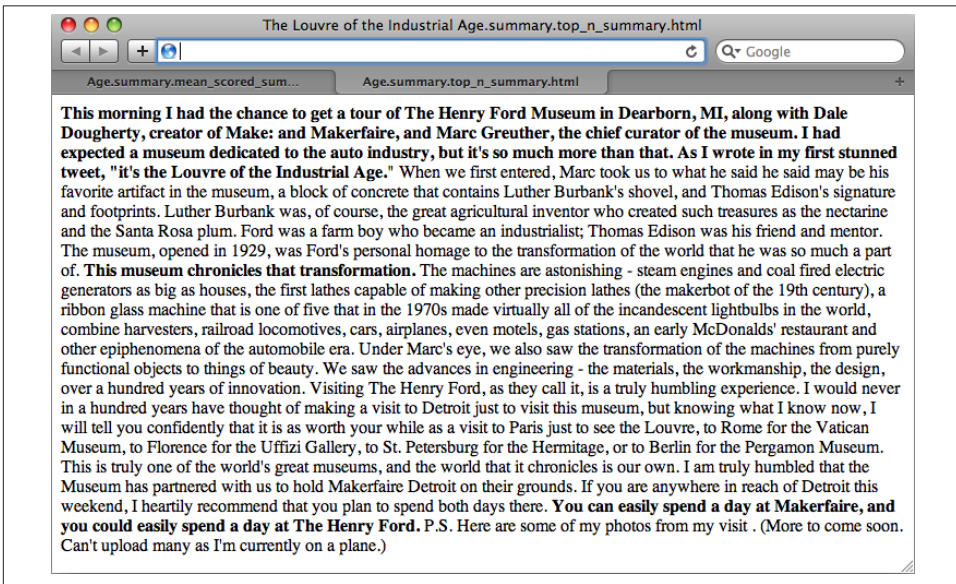 The Louvre of the Industrial Age.summary.top_n_summary.html
Google
Age.summary.mean_scored_sum...
Age.summary.top_n_summary.html
This morning I had the chance to get a tour of The Henry Ford Museum in Dearborn, MI, along with Dale
Dougherty, creator of Make: and Makerfaire, and Marc Greuther, the chief curator of the museum. I had
expected a museum dedicated to the auto industry, but it's so much more than that. As I wrote in my first stunned
tweet, "it's the Louvre of the Industrial Age." When we first entered, Marc took us to what he said he said may be his
favorite artifact in the museum, a block of concrete that contains Luther Burbank's shovel, and Thomas Edison's signature
and footprints. Luther Burbank was, of course, the great agricultural inventor who created such treasures as the nectarine
and the Santa Rosa plum. Ford was a farm boy who became an industrialist; Thomas Edison was his friend and mentor.
The museum, opened in 1929, was Ford's personal homage to the transformation of the world that he was so much a part
of. This museum chronicles that transformation. The machines are astonishing - steam engines and coal fired electric
generators as big as houses, the first lathes capable of making other precision lathes (the makerbot of the 19th century), a
ribbon glass machine that is one of five that in the 1970s made virtually all of the incandescent lightbulbs in the world,
combine harvesters, railroad locomotives, cars, airplanes, even motels, gas stations, an early McDonalds' restaurant and
other epiphenomena of the automobile era. Under Marc's eye, we also saw the transformation of the machines from purely
functional objects to things of beauty. We saw the advances in engineering - the materials, the workmanship, the design,
over a hundred years of innovation. Visiting The Henry Ford, as they call it, is a truly humbling experience. I would never
in a hundred years have thought of making a visit to Detroit just to visit this museum, but knowing what I know now, I
will tell you confidently that it is as worth your while as a visit to Paris just to see the Louvre, to Rome for the Vatican
Museum, to Florence for the Uffizi Gallery, to St. Petersburg for the Hermitage, or to Berlin for the Pergamon Museum.
This is truly one of the world's great museums, and the world that it chronicles is our own. I am truly humbled that the
Museum has partnered with us to hold Makerfaire Detroit on their grounds. If you are anywhere in reach of Detroit this
weekend, I heartily recommend that you plan to spend both days there. You can easily spend a day at Makerfaire, and
you could easily spend a day at The Henry Ford. P.S. Here are some of my photos from my visit . (More to come soon.
Can't upload many as I'm currently on a plane.)